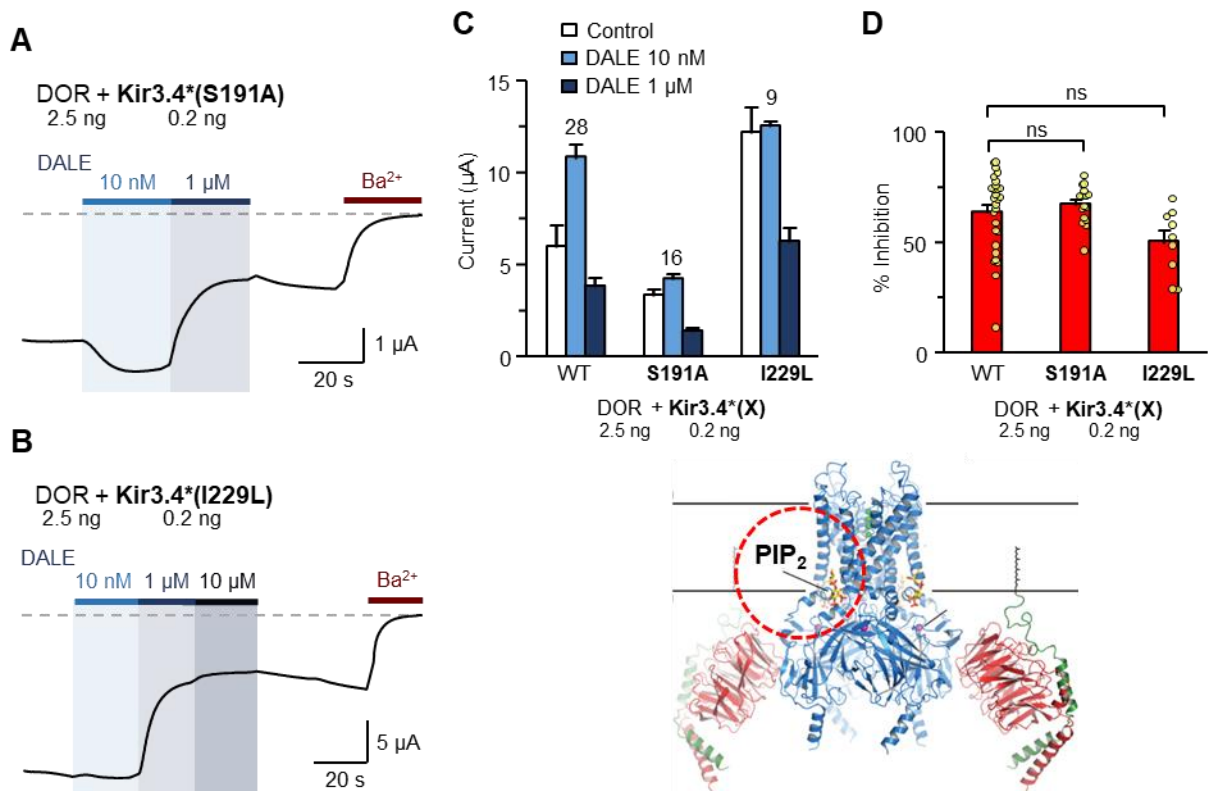 A
DOR + Kir3.4*(S191A)
2.5 ng 0.2 ng
DALE
10 nM 1 µM Ba²⁺
1 µA
20 s
B
DOR + Kir3.4*(I229L)
2.5 ng 0.2 ng
DALE
10 nM 1 µM 10 µM Ba²⁺
5 µA
20 s
C
Control
DALE 10 nM
DALE 1 µM
Current (µA)
15
10
5
0
28
16
9
WT S191A I229L
DOR + Kir3.4*(X)
2.5 ng 0.2 ng
D
ns
ns
% Inhibition
100
50
0
WT S191A I229L
DOR + Kir3.4*(X)
2.5 ng 0.2 ng
PIP₂